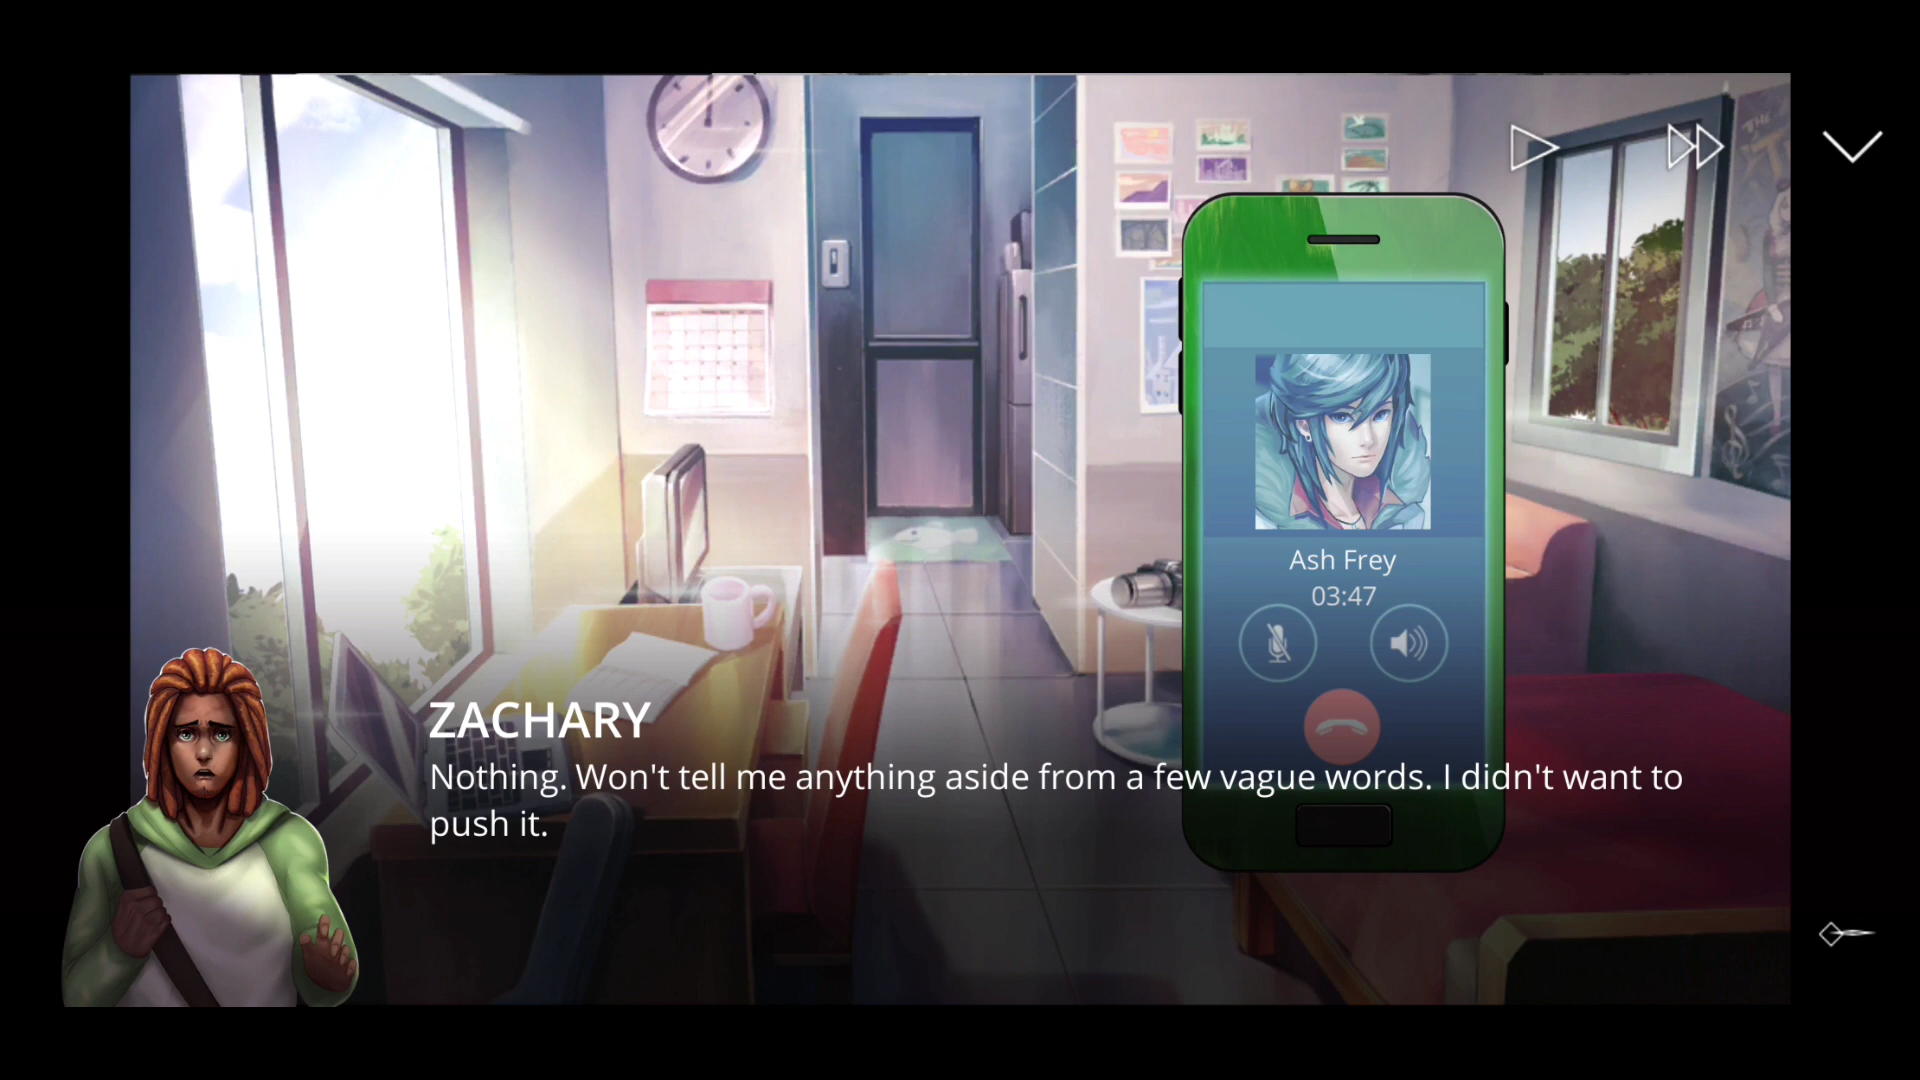 THE
Ash Frey
03:47
ZACHARY
Nothing. Won't tell me anything aside from a few vague words. I didn't want to
push it.